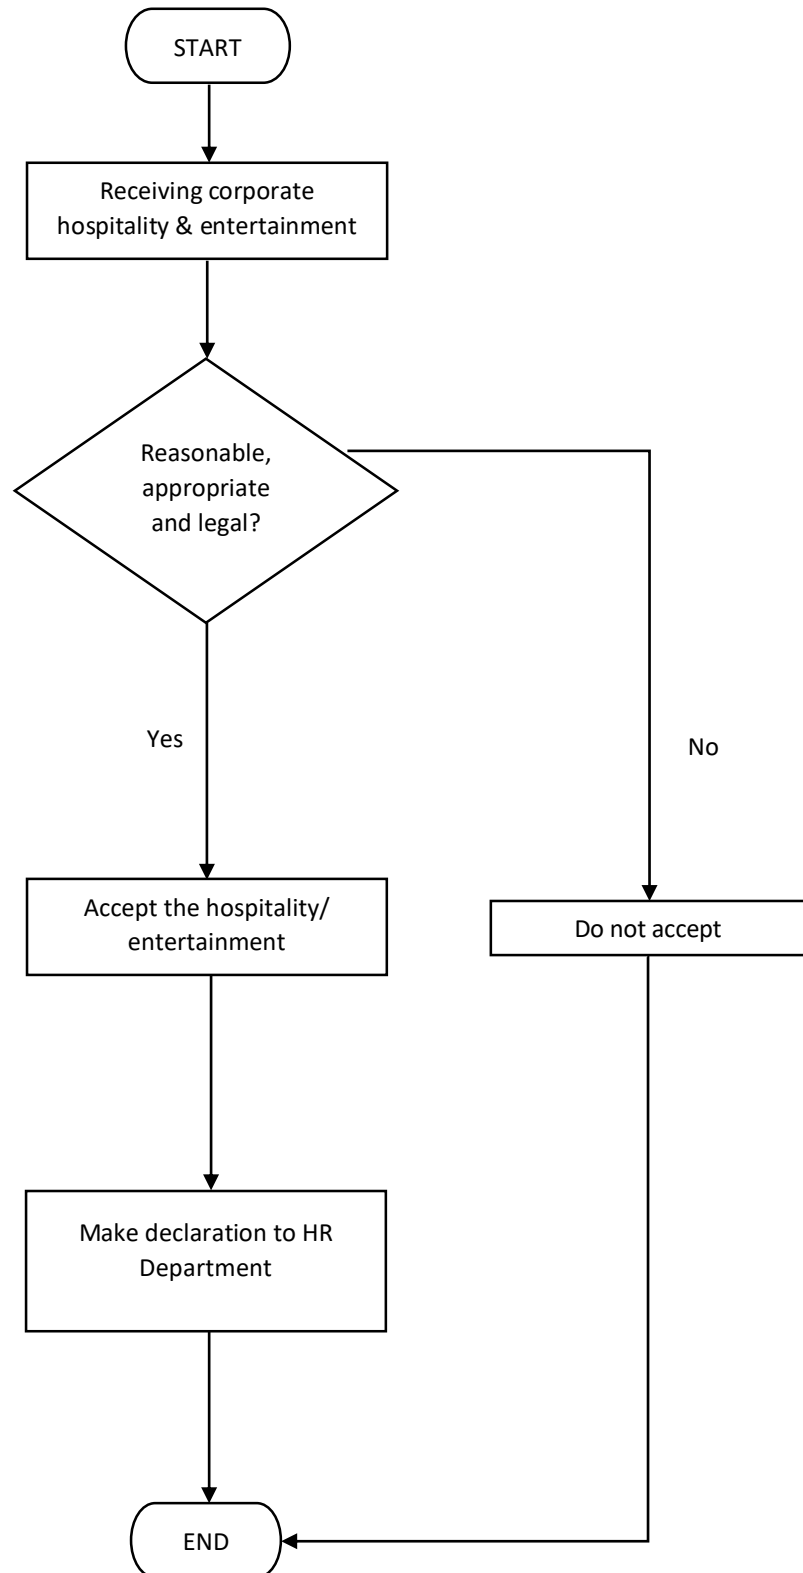 START
Receiving corporate
hospitality & entertainment
Reasonable,
appropriate
and legal?
Yes
No
Accept the hospitality/
entertainment
Do not accept
Make declaration to HR
Department
END